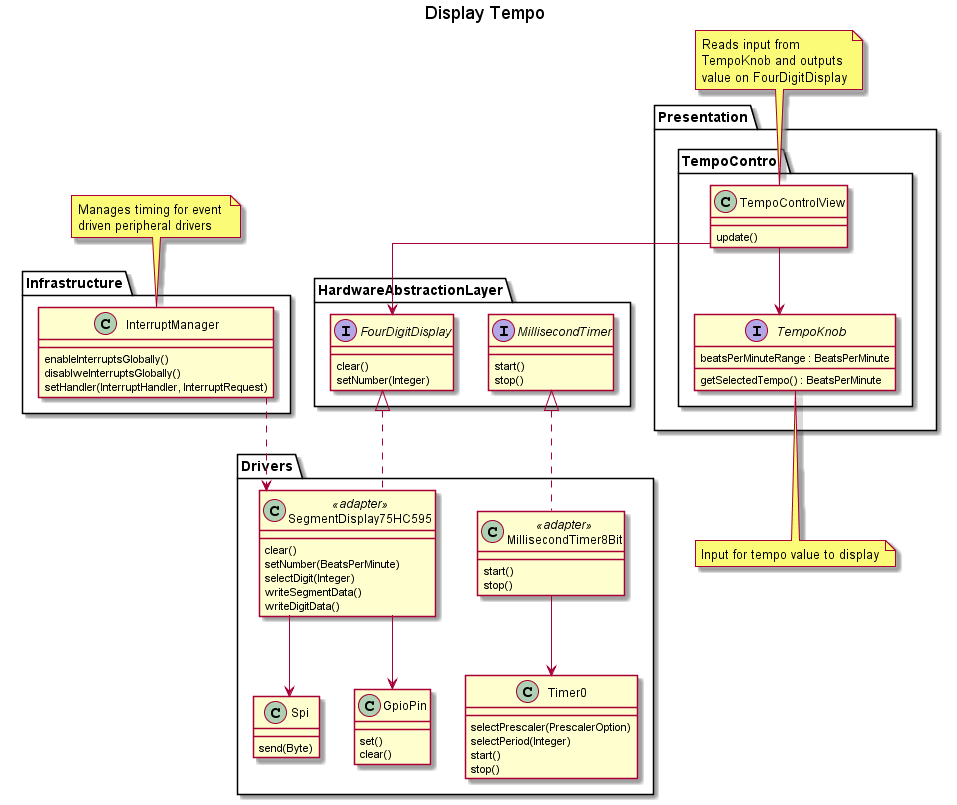 Display Tempo
Reads input from
TempoKnob and outputs
value on FourDigitDisplay
Presentation
TempoControl
C TempoControlView
update()
Manages timing for event
driven peripheral drivers
Infrastructure
C InterruptManager
enableInterruptsGlobally()
disablweInterruptsGlobally()
setHandler(InterruptHandler, InterruptRequest)
HardwareAbstractionLayer
I FourDigitDisplay
clear()
setNumber(Integer)
I MillisecondTimer
start()
stop()
I TempoKnob
beatsPerMinuteRange : BeatsPerMinute
getSelectedTempo() : BeatsPerMinute
Drivers
«adapter»
C SegmentDisplay75HC595
clear()
setNumber(BeatsPerMinute)
selectDigit(Integer)
writeSegmentData()
writeDigitData()
«adapter»
C MillisecondTimer8Bit
start()
stop()
Input for tempo value to display
C Spi
send(Byte)
C GpioPin
set()
clear()
C Timer0
selectPrescaler(PrescalerOption)
selectPeriod(Integer)
start()
stop()